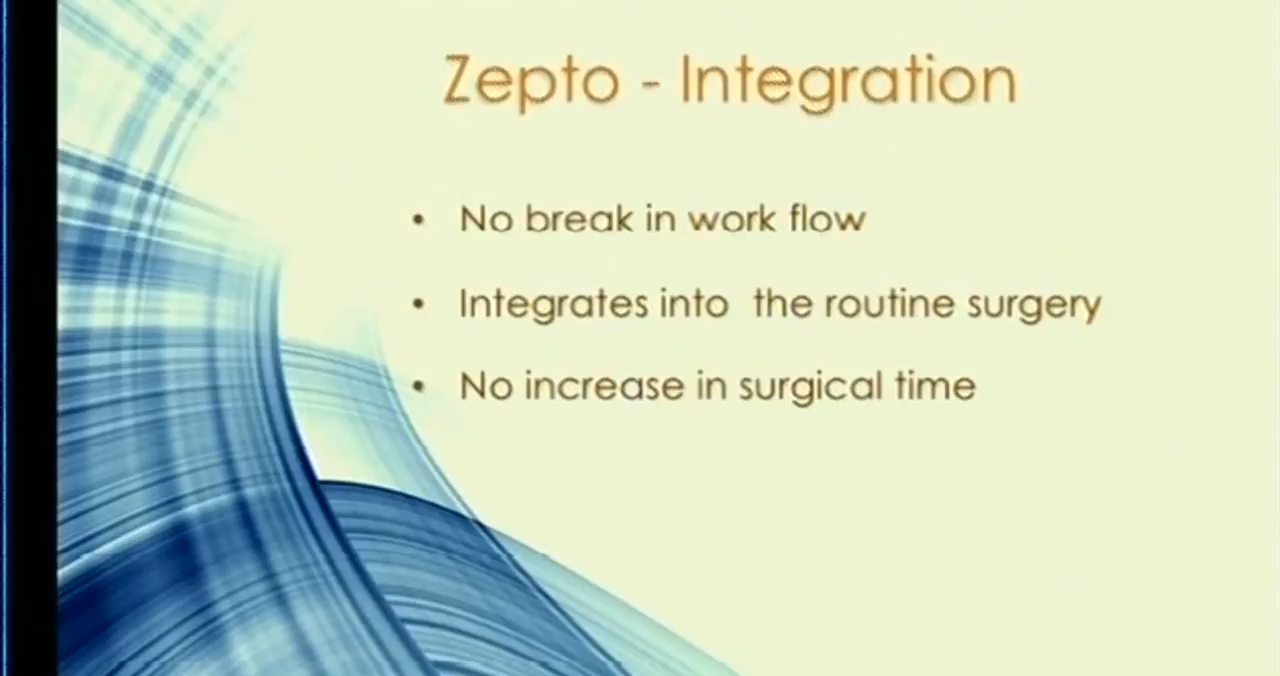 Zepto - Integration
• No break in work flow
• Integrates into  the routine surgery
• No increase in surgical time